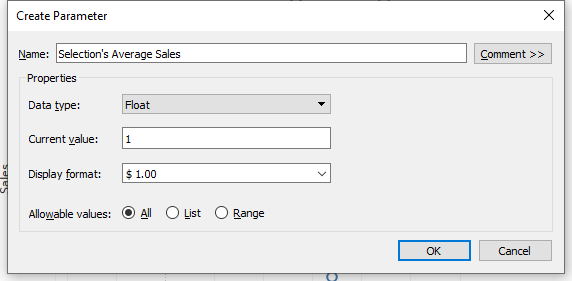 Create Parameter
Name: Selection's Average Sales Comment >>
Properties
Data type: Float
Current value: 1
Display format: $ 1.00
Allowable values: All List Range
OK Cancel
Sales